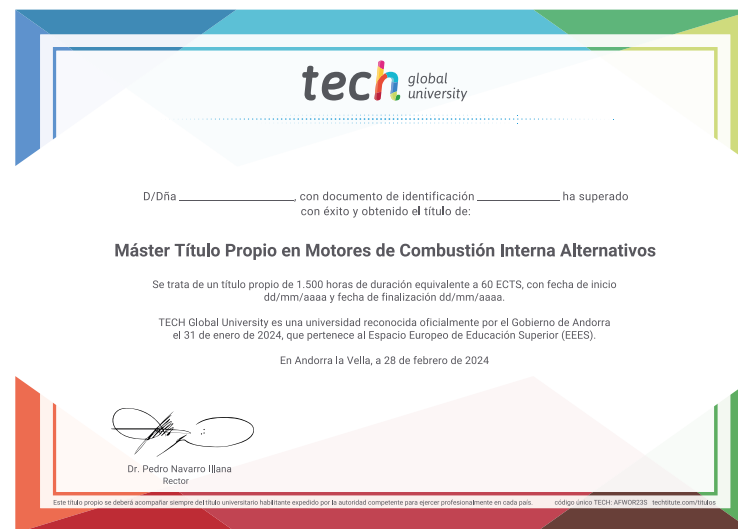 tech global university
D/Dña ______________, con documento de identificación ______________ ha superado
con éxito y obtenido el título de:
Máster Título Propio en Motores de Combustión Interna Alternativos
Se trata de un título propio de 1.500 horas de duración equivalente a 60 ECTS, con fecha de inicio
dd/mm/aaaa y fecha de finalización dd/mm/aaaa.
TECH Global University es una universidad reconocida oficialmente por el Gobierno de Andorra
el 31 de enero de 2024, que pertenece al Espacio Europeo de Educación Superior (EEES).
En Andorra la Vella, a 28 de febrero de 2024
Dr. Pedro Navarro Illana
Rector
Este título propio se deberá acompañar siempre del título universitario habilitante expedido por la autoridad competente para ejercer profesionalmente en cada país. código único TECH: AFWOR23S techtitute.com/titulos